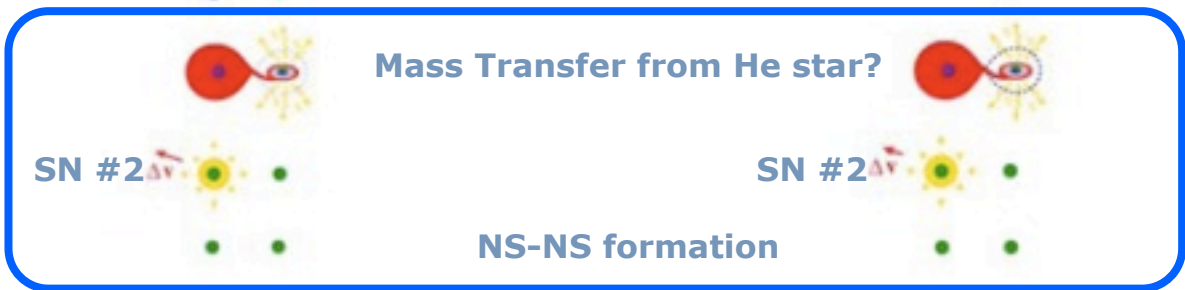 Mass Transfer from He star?
SN #2 Δv SN #2 Δv
NS-NS formation